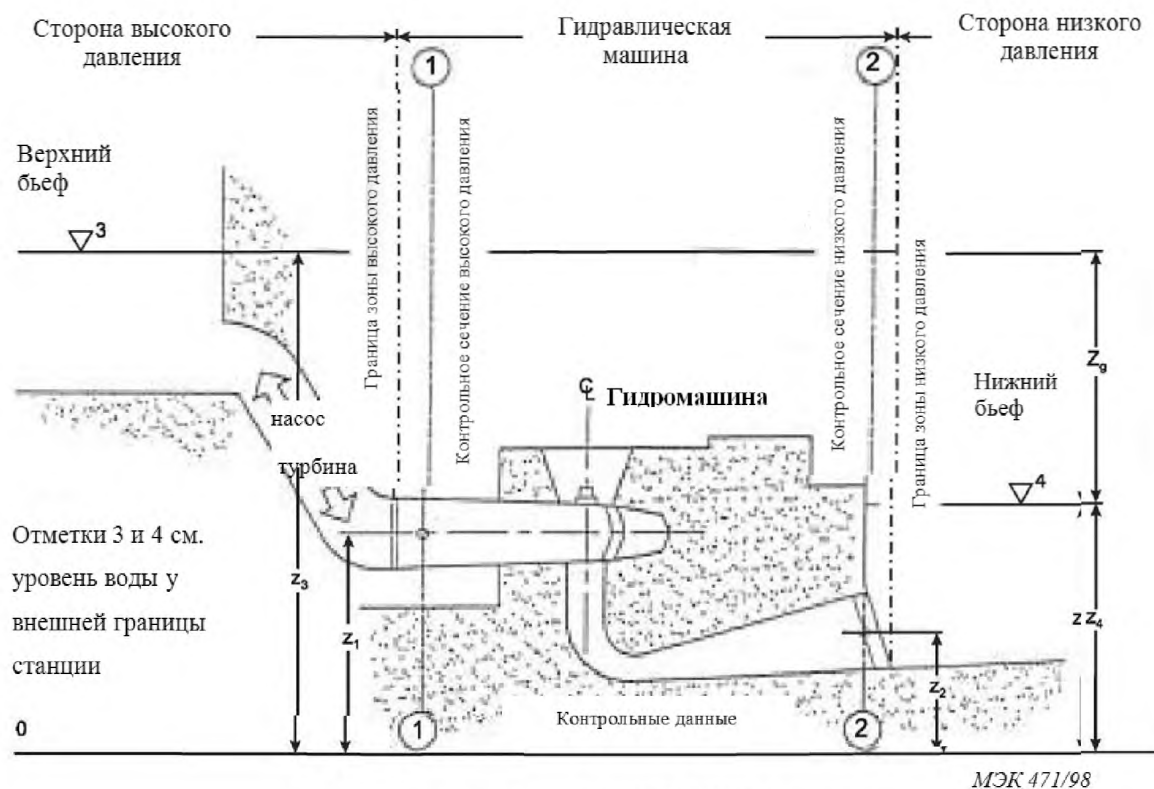 Сторона высокого
давления
Гидравлическая
машина
Сторона низкого
давления
1
2
Верхний
бьеф
3
Граница зоны высокого давления
Контрольное сечение высокого давления
Контрольное сечение низкого давления
Граница зоны низкого давления
Zg
Нижний
бьеф
4
насос
турбина
Гидромашина
Отметки 3 и 4 см.
уровень воды у
внешней границы
станции
z3
z1
z2
z z4
Контрольные данные
0
1
2
МЭК 471/98